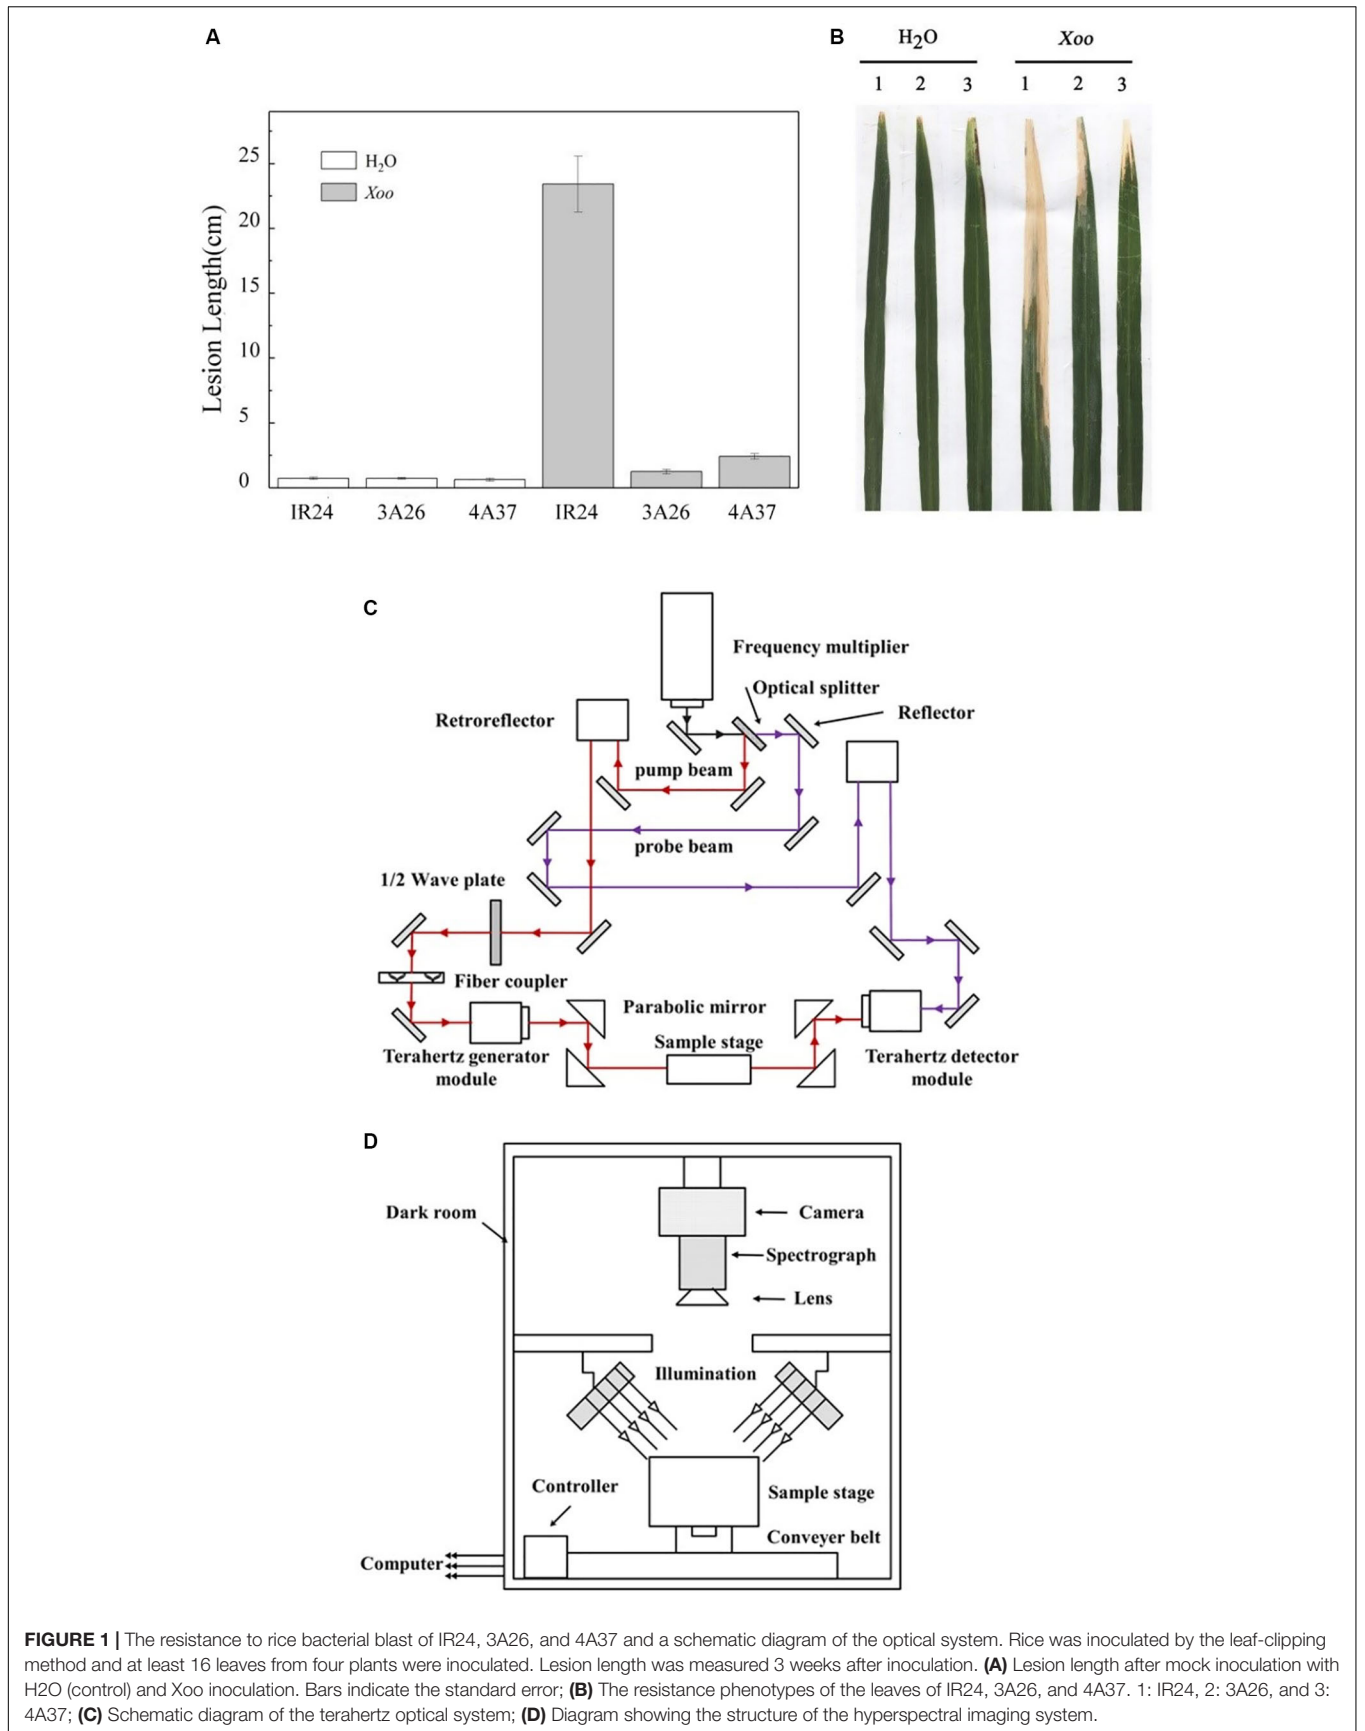 A
Lesion Length(cm)
25
20
15
10
5
0
H₂O
Xoo
IR24 3A26 4A37 IR24 3A26 4A37
B
H₂O Xoo
1 2 3 1 2 3
C
Frequency multiplier
Optical splitter
Retroreflector
Reflector
pump beam
probe beam
1/2 Wave plate
Fiber coupler
Parabolic mirror
Sample stage
Terahertz generator
module
Terahertz detector
module
D
Dark room
Camera
Spectrograph
Lens
Illumination
Controller
Sample stage
Conveyer belt
Computer
FIGURE 1 | The resistance to rice bacterial blast of IR24, 3A26, and 4A37 and a schematic diagram of the optical system. Rice was inoculated by the leaf-clipping
method and at least 16 leaves from four plants were inoculated. Lesion length was measured 3 weeks after inoculation. (A) Lesion length after mock inoculation with
H2O (control) and Xoo inoculation. Bars indicate the standard error; (B) The resistance phenotypes of the leaves of IR24, 3A26, and 4A37. 1: IR24, 2: 3A26, and 3:
4A37; (C) Schematic diagram of the terahertz optical system; (D) Diagram showing the structure of the hyperspectral imaging system.